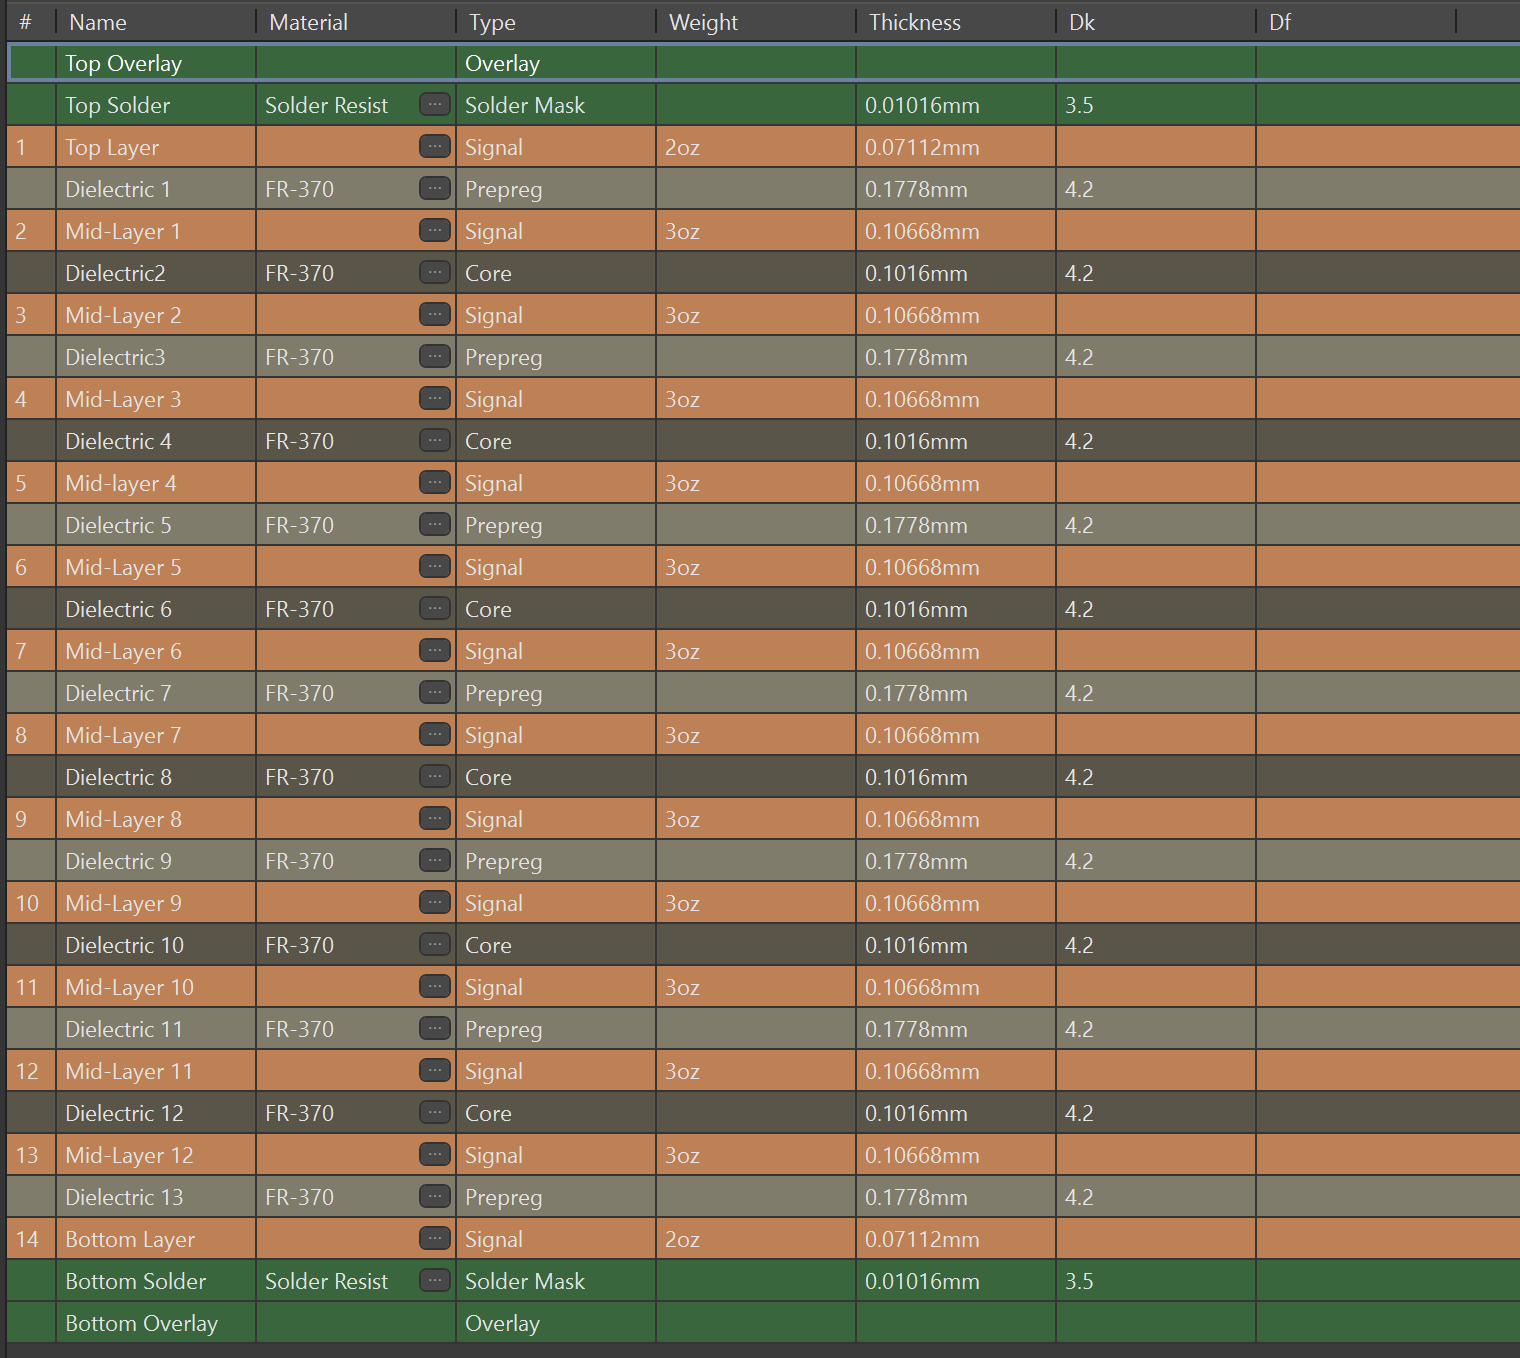 # Name Material Type Weight Thickness Dk Df
Top Overlay Overlay
Top Solder Solder Resist ... Solder Mask 0.01016mm 3.5
1 Top Layer ... Signal 2oz 0.07112mm
Dielectric 1 FR-370 ... Prepreg 0.1778mm 4.2
2 Mid-Layer 1 ... Signal 3oz 0.10668mm
Dielectric2 FR-370 ... Core 0.1016mm 4.2
3 Mid-Layer 2 ... Signal 3oz 0.10668mm
Dielectric3 FR-370 ... Prepreg 0.1778mm 4.2
4 Mid-Layer 3 ... Signal 3oz 0.10668mm
Dielectric 4 FR-370 ... Core 0.1016mm 4.2
5 Mid-layer 4 ... Signal 3oz 0.10668mm
Dielectric 5 FR-370 ... Prepreg 0.1778mm 4.2
6 Mid-Layer 5 ... Signal 3oz 0.10668mm
Dielectric 6 FR-370 ... Core 0.1016mm 4.2
7 Mid-Layer 6 ... Signal 3oz 0.10668mm
Dielectric 7 FR-370 ... Prepreg 0.1778mm 4.2
8 Mid-Layer 7 ... Signal 3oz 0.10668mm
Dielectric 8 FR-370 ... Core 0.1016mm 4.2
9 Mid-Layer 8 ... Signal 3oz 0.10668mm
Dielectric 9 FR-370 ... Prepreg 0.1778mm 4.2
10 Mid-Layer 9 ... Signal 3oz 0.10668mm
Dielectric 10 FR-370 ... Core 0.1016mm 4.2
11 Mid-Layer 10 ... Signal 3oz 0.10668mm
Dielectric 11 FR-370 ... Prepreg 0.1778mm 4.2
12 Mid-Layer 11 ... Signal 3oz 0.10668mm
Dielectric 12 FR-370 ... Core 0.1016mm 4.2
13 Mid-Layer 12 ... Signal 3oz 0.10668mm
Dielectric 13 FR-370 ... Prepreg 0.1778mm 4.2
14 Bottom Layer ... Signal 2oz 0.07112mm
Bottom Solder Solder Resist ... Solder Mask 0.01016mm 3.5
Bottom Overlay Overlay